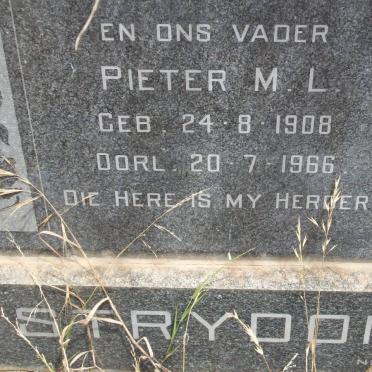 EN ONS VADER
PIETER M. L.
GEB. 24-8-1908
OORL. 20-7-1966
DIE HERE IS MY HERDER